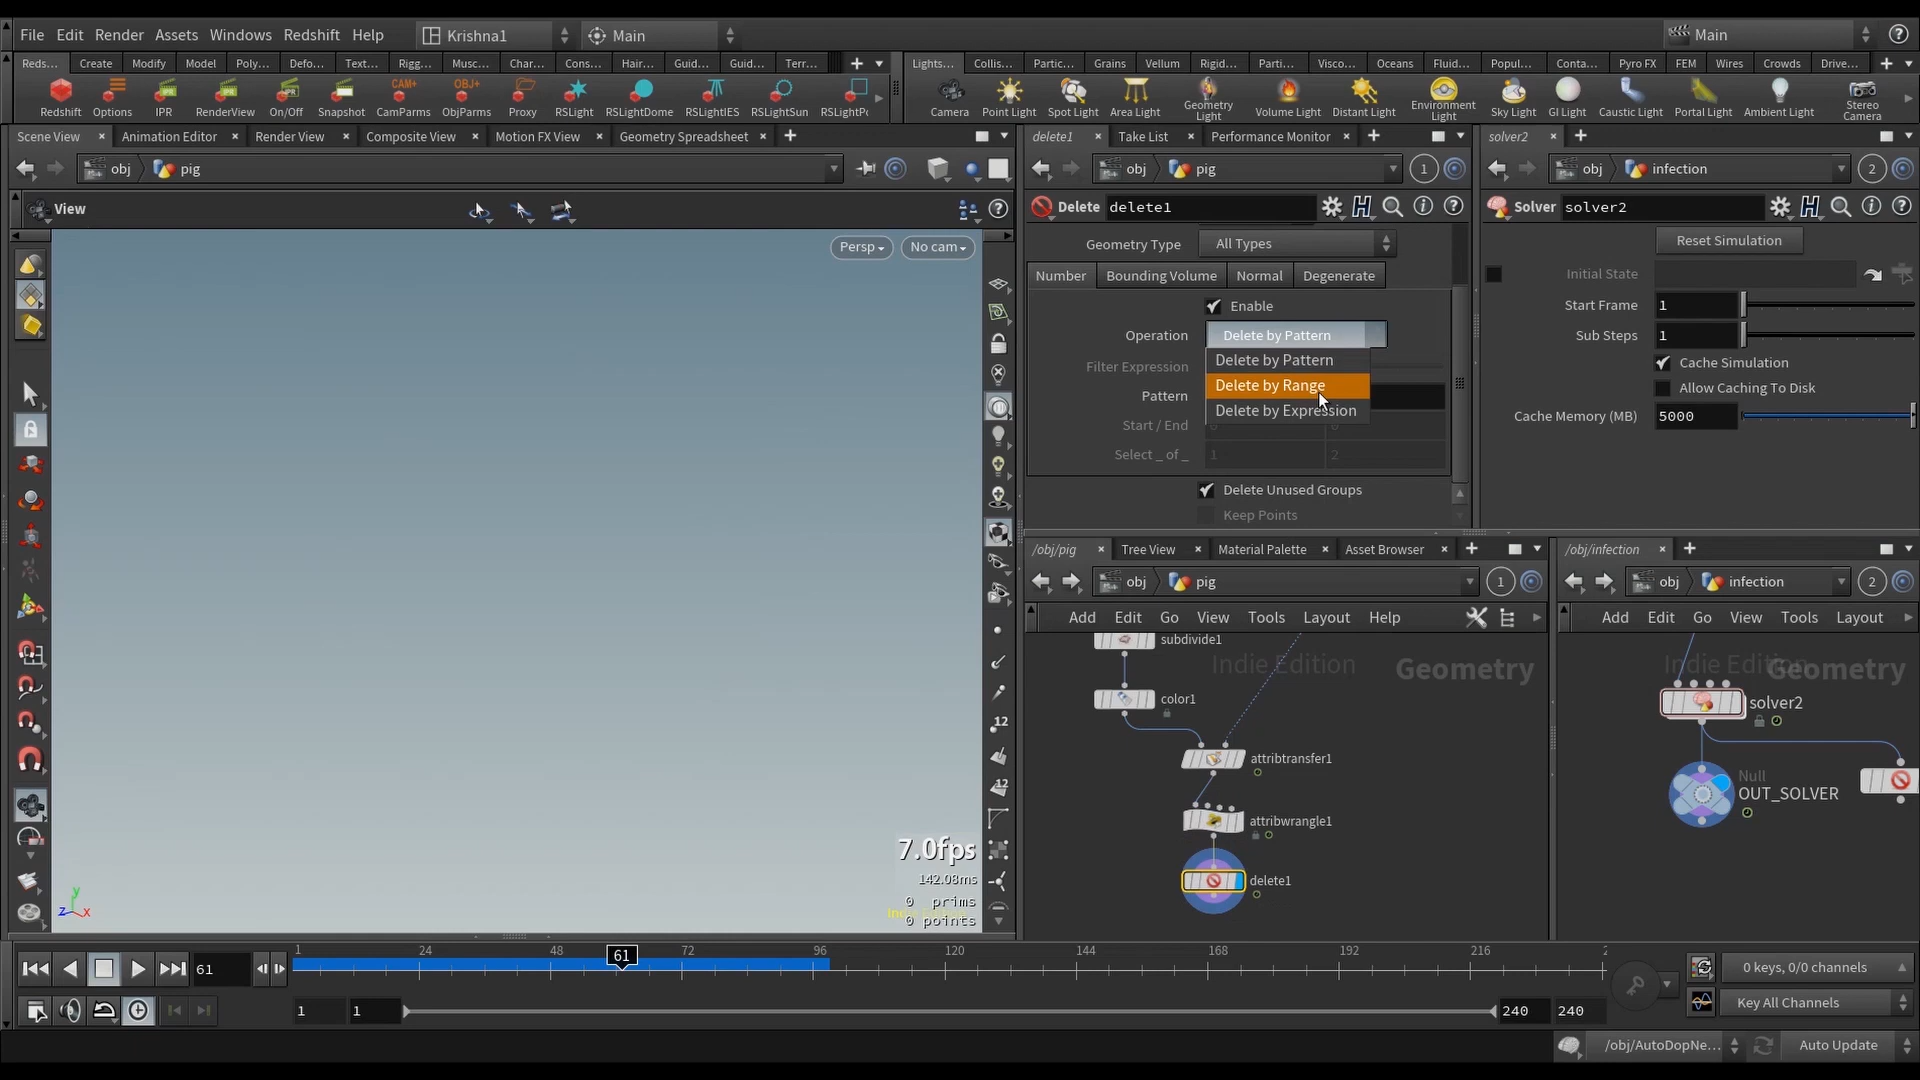 File Edit Render Assets Windows Redshift Help Krishna1 Main Main
Reds... Create Modify Model Poly... Defo... Text... Rigg... Musc... Char... Cons... Hair... Guid... Guid... Terr... Lights... Collis... Partic... Grains Vellum Rigid... Parti... Visco... Oceans Fluid... Popul... Conta... Pyro FX FEM Wires Crowds Drive...
CAM+ OBJ+
Redshift Options IPR RenderView On/Off Snapshot CamParms ObjParms Proxy RSLight RSLightDome RSLightIES RSLightSun RSLightPo Camera Point Light Spot Light Area Light Geometry Light Volume Light Distant Light Environment Light Sky Light GI Light Caustic Light Portal Light Ambient Light Stereo Camera
Scene View Animation Editor Render View Composite View Motion FX View Geometry Spreadsheet delete1 Take List Performance Monitor solver2
obj pig obj pig 1 obj infection 2
View Delete delete1 Solver solver2
Persp No cam
Geometry Type All Types
Number Bounding Volume Normal Degenerate
Enable
Operation Delete by Pattern
Delete by Pattern
Delete by Range
Delete by Expression
Filter Expression
Pattern
Start / End
Select _ of _ 1 2
Delete Unused Groups
Keep Points
Reset Simulation
Initial State
Start Frame 1
Sub Steps 1
Cache Simulation
Allow Caching To Disk
Cache Memory (MB) 5000
/obj/pig Tree View Material Palette Asset Browser /obj/infection
obj pig 1 obj infection 2
Add Edit Go View Tools Layout Help Add Edit Go View Tools Layout
subdivide1
Indie Edition Geometry
color1
attribtransfer1
attribwrangle1
delete1
Indie Edition Geometry
solver2
Null
OUT_SOLVER
12
12
7.0fps
142.08ms
0 prims
0 points
z y x
61 1 24 48 61 72 96 120 144 168 192 216 2
0 keys, 0/0 channels
1 1 240 240 Key All Channels
/obj/AutoDopNe... Auto Update